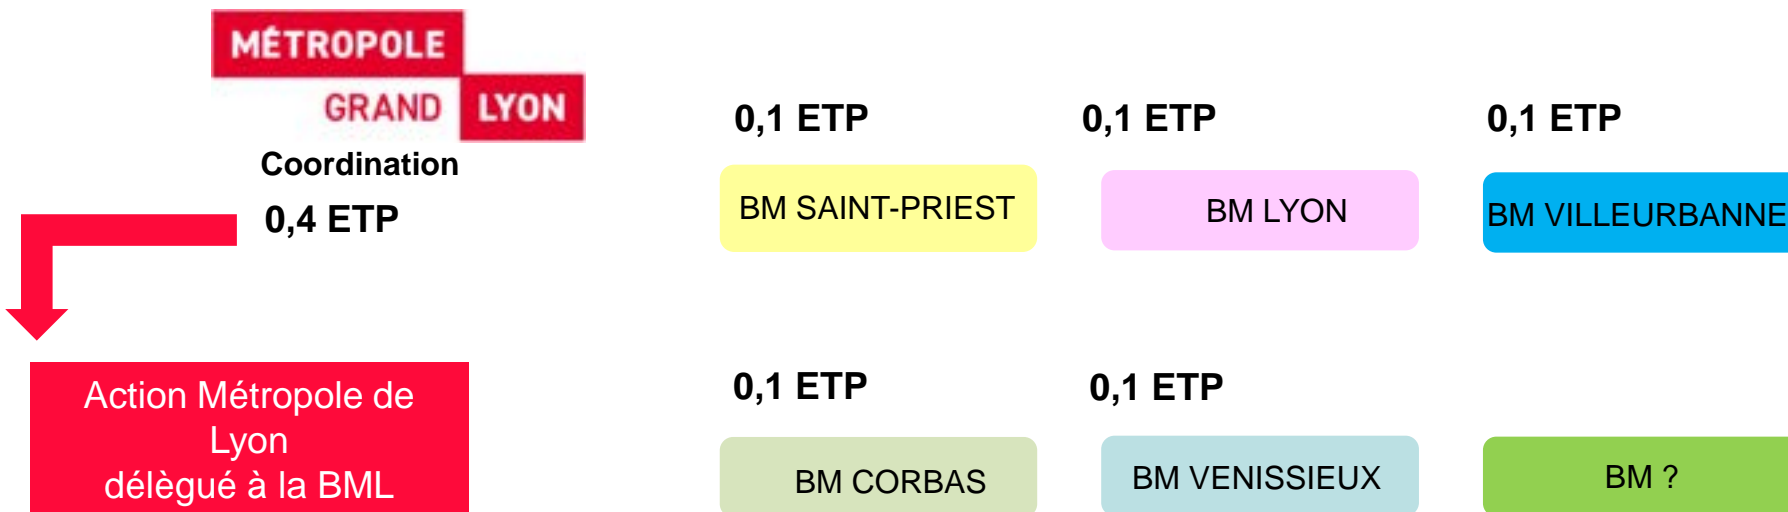 MÉTROPOLE
GRAND LYON
Coordination
0,4 ETP
Action Métropole de
Lyon
délègué à la BML
0,1 ETP
BM SAINT-PRIEST
0,1 ETP
BM LYON
0,1 ETP
BM VILLEURBANNE
0,1 ETP
BM CORBAS
0,1 ETP
BM VENISSIEUX
BM ?